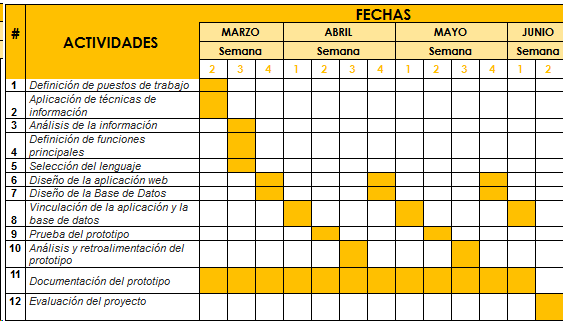 FECHAS
# ACTIVIDADES
MARZO ABRIL MAYO JUNIO
Semana Semana Semana Semana
2 3 4 1 2 3 4 1 2 3 4 1 2
1 Definición de puestos de trabajo
Aplicación de técnicas de
2 información
3 Análisis de la información
Definición de funciones
4 principales
5 Selección del lenguaje
6 Diseño de la aplicación web
7 Diseño de la Base de Datos
Vinculación de la aplicación y la
8 base de datos
9 Prueba del prototipo
10 Análisis y retroalimentación del
prototipo
11
Documentación del prototipo
12 Evaluación del proyecto